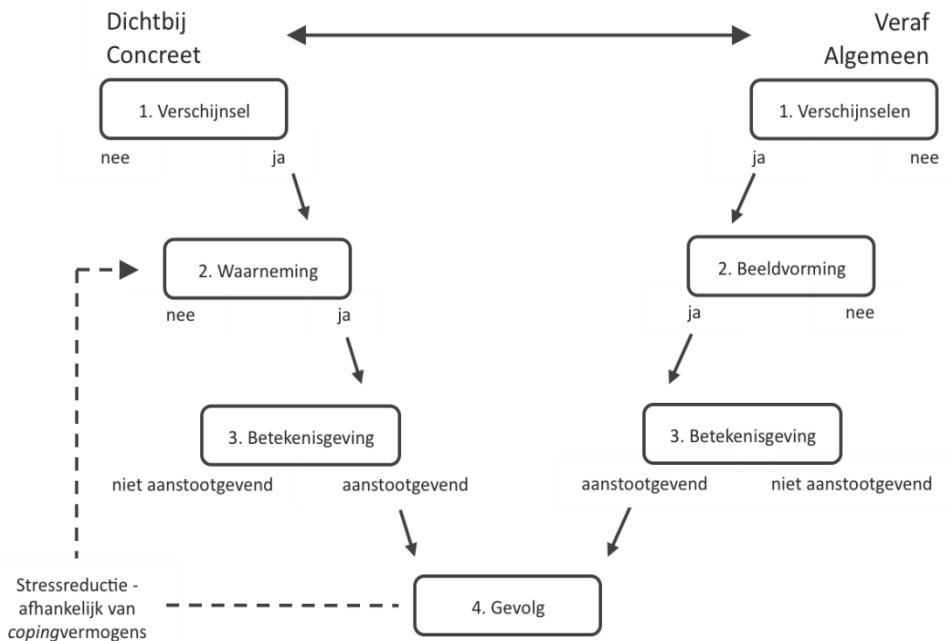 Dichtbij
Concreet
Veraf
Algemeen
1. Verschijnsel
nee ja
1. Verschijnselen
ja nee
2. Waarneming
nee ja
2. Beeldvorming
ja nee
3. Betekenisgeving
niet aanstootgevend aanstootgevend
3. Betekenisgeving
aanstootgevend niet aanstootgevend
4. Gevolg
Stressreductie -
afhankelijk van
copingvermogens